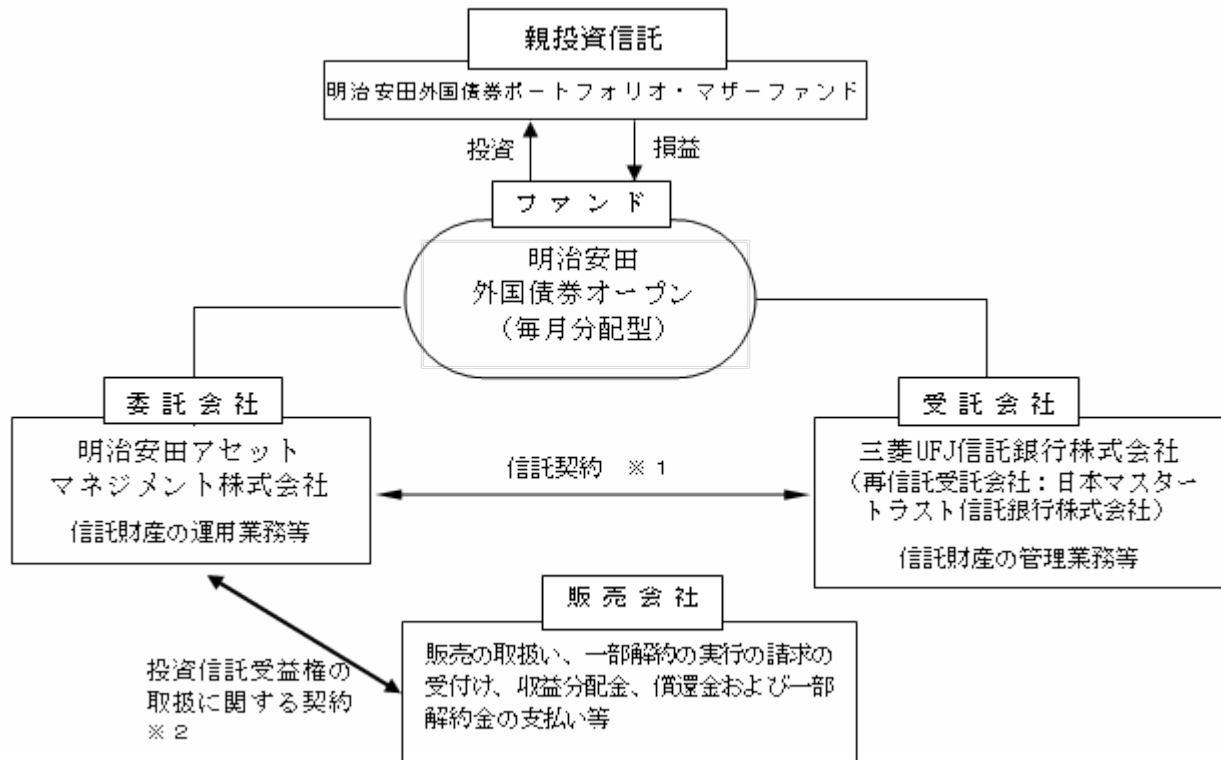 親投資信託
明治安田外国債券ポートフォリオ・マザーファンド
投資
損益
ファンド
明治安田
外国債券オープン
（毎月分配型）
委託会社
明治安田アセット
マネジメント株式会社
信託財産の運用業務等
信託契約 ※1
受託会社
三菱UFJ信託銀行株式会社
（再信託受託会社：日本マスター
トラスト信託銀行株式会社）
信託財産の管理業務等
投資信託受益権の
取扱に関する契約
※2
販売会社
販売の取扱い、一部解約の実行の請求の
受付け、収益分配金、償還金および一部
解約金の支払い等